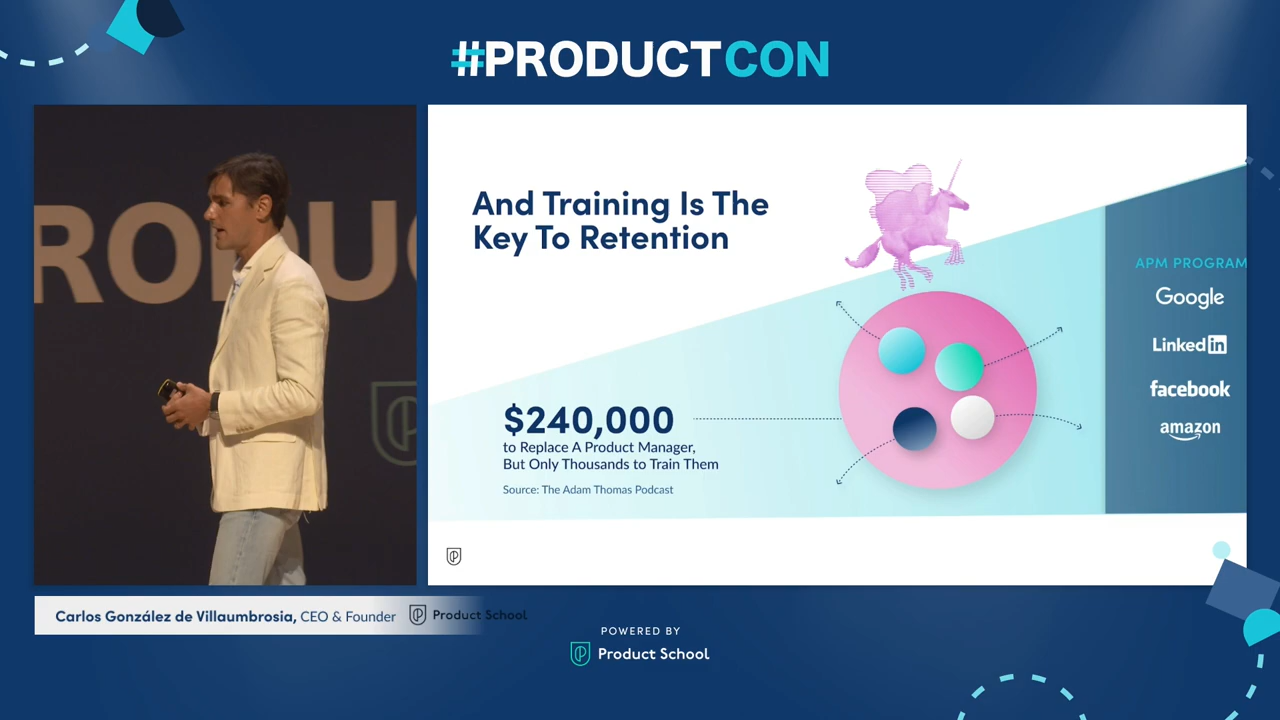 #PRODUCTCON
RODUC
And Training Is The
Key To Retention
APM PROGRAM
Google
LinkedIn
facebook
amazon
$240,000
to Replace A Product Manager,
But Only Thousands to Train Them
Source: The Adam Thomas Podcast
Carlos González de Villaumbrosia, CEO & Founder Product School
POWERED BY
Product School